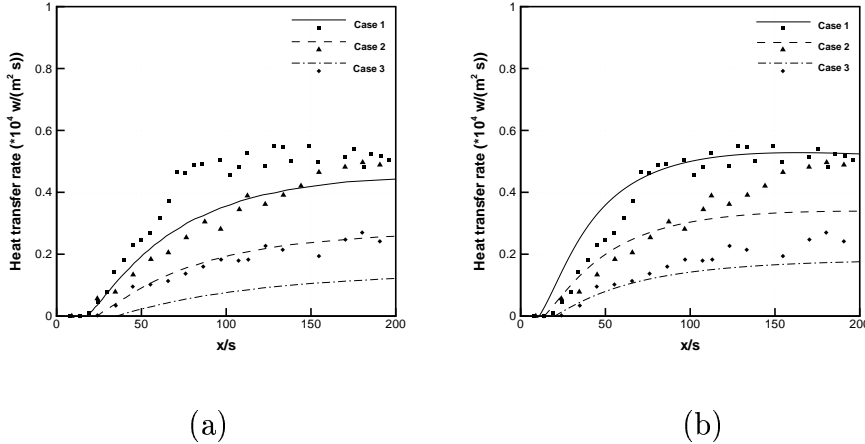 Heat transfer rate (*10⁴ w/(m² s))
1
0.8
0.6
0.4
0.2
0
0
50
100
150
200
x/s
Case 1
Case 2
Case 3
(a)
Heat transfer rate (*10⁴ w/(m² s))
1
0.8
0.6
0.4
0.2
0
0
50
100
150
200
x/s
Case 1
Case 2
Case 3
(b)